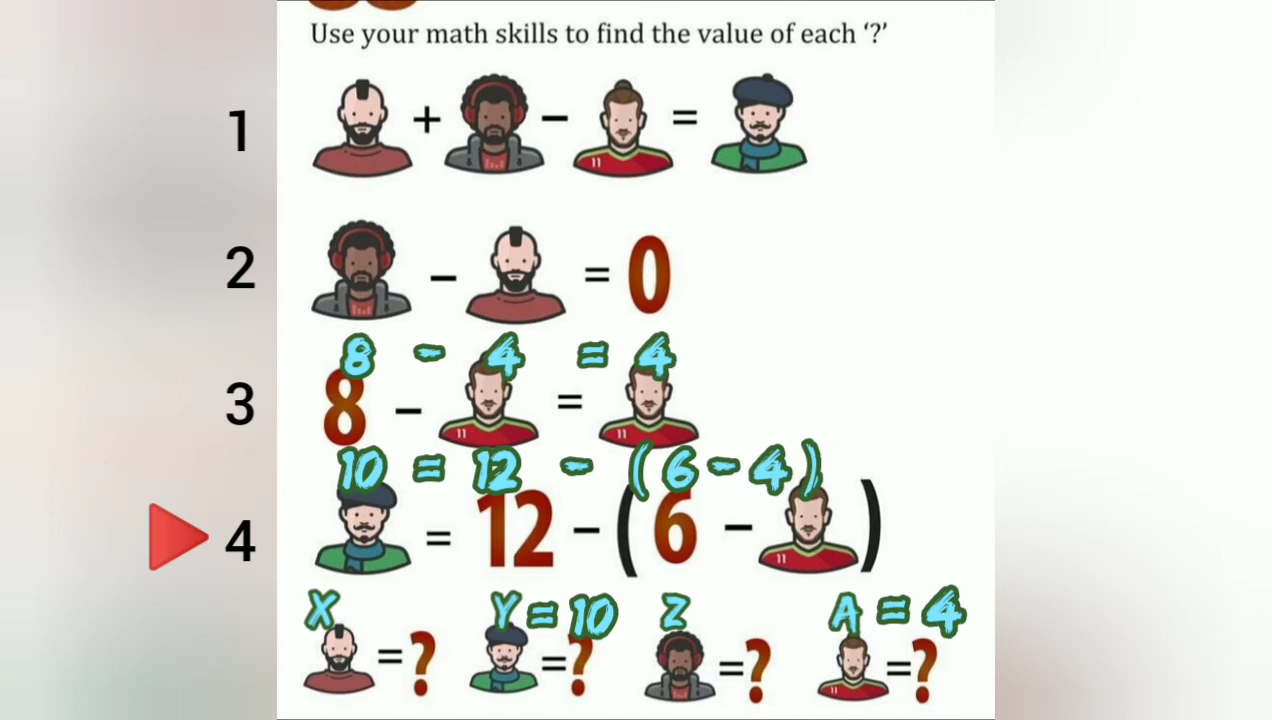 Use your math skills to find the value of each ‘?’
1 + - =
2 - = 0
8 - 4 = 4
3 8 - =
10 = 12 - (6 - 4)
4 = 12 - ( 6 - )
X Y = 10 Z A = 4
= ? = ? = ? = ?